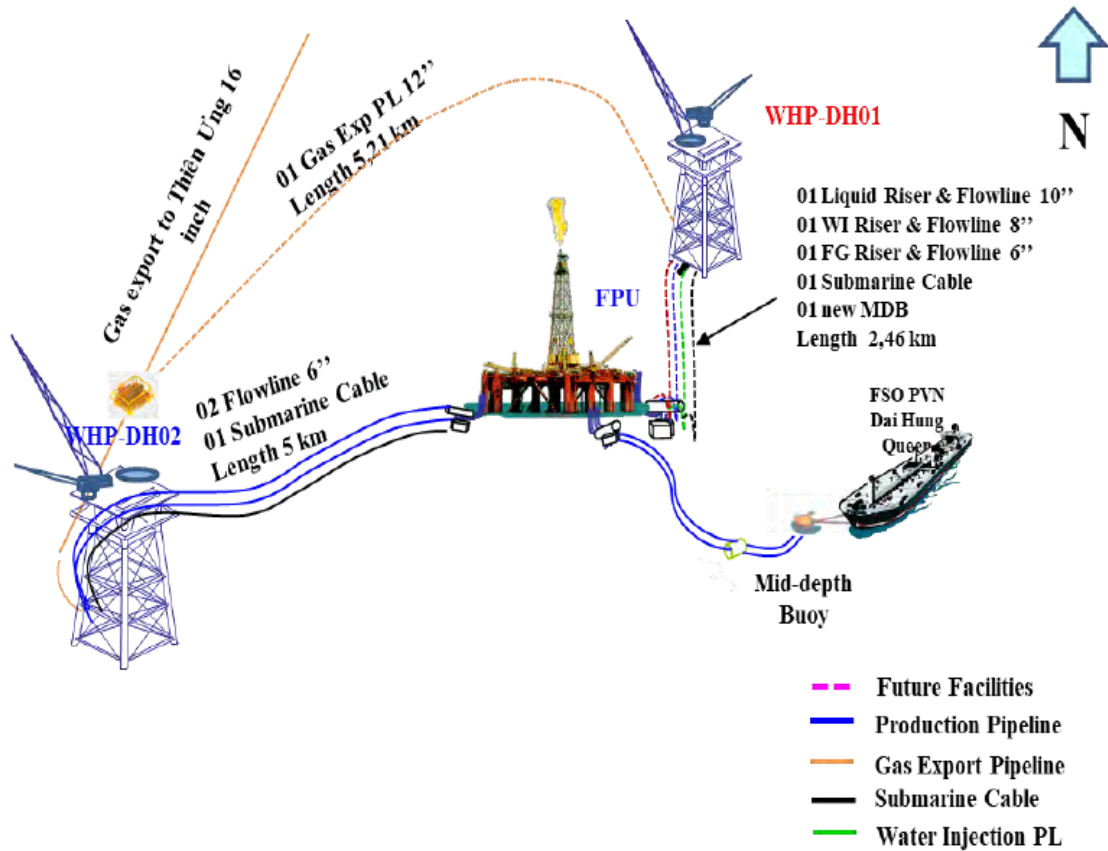 N
Gas export to Thiên Ưng 16
inch
01 Gas Exp PL 12’’
Length 5,21 km
WHP-DH01
01 Liquid Riser & Flowline 10’’
01 WI Riser & Flowline 8’’
01 FG Riser & Flowline 6’’
01 Submarine Cable
01 new MDB
Length 2,46 km
FPU
WHP-DH02
02 Flowline 6’’
01 Submarine Cable
Length 5 km
FSO PVN
Dai Hung
Queen
Mid-depth
Buoy
Future Facilities
Production Pipeline
Gas Export Pipeline
Submarine Cable
Water Injection PL